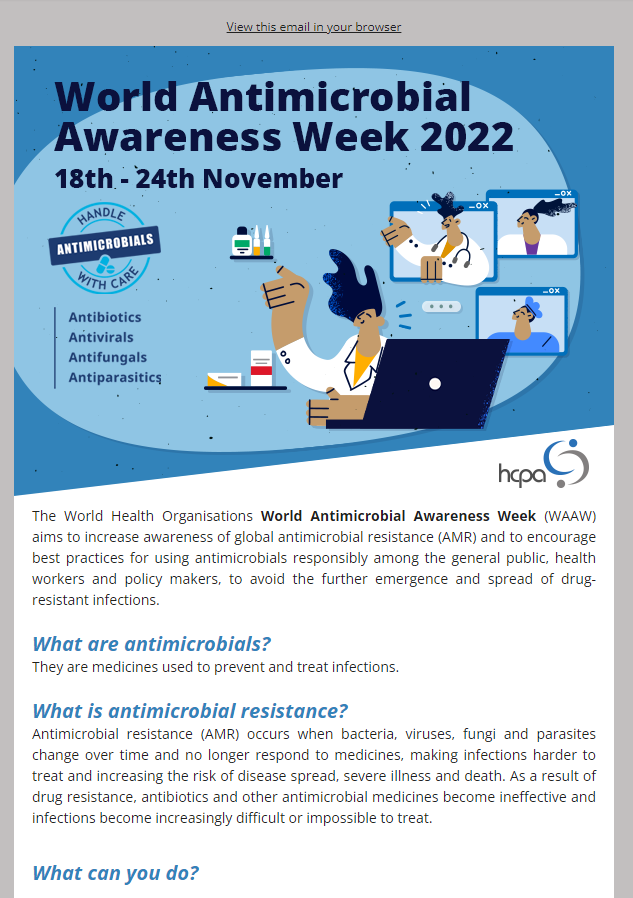 View this email in your browser
World Antimicrobial
Awareness Week 2022
18th - 24th November
HANDLE
ANTIMICROBIALS
WITH CARE
Antibiotics
Antivirals
Antifungals
Antiparasitics
hcpa
The World Health Organisations World Antimicrobial Awareness Week (WAAW)
aims to increase awareness of global antimicrobial resistance (AMR) and to encourage
best practices for using antimicrobials responsibly among the general public, health
workers and policy makers, to avoid the further emergence and spread of drug-
resistant infections.
What are antimicrobials?
They are medicines used to prevent and treat infections.
What is antimicrobial resistance?
Antimicrobial resistance (AMR) occurs when bacteria, viruses, fungi and parasites
change over time and no longer respond to medicines, making infections harder to
treat and increasing the risk of disease spread, severe illness and death. As a result of
drug resistance, antibiotics and other antimicrobial medicines become ineffective and
infections become increasingly difficult or impossible to treat.
What can you do?